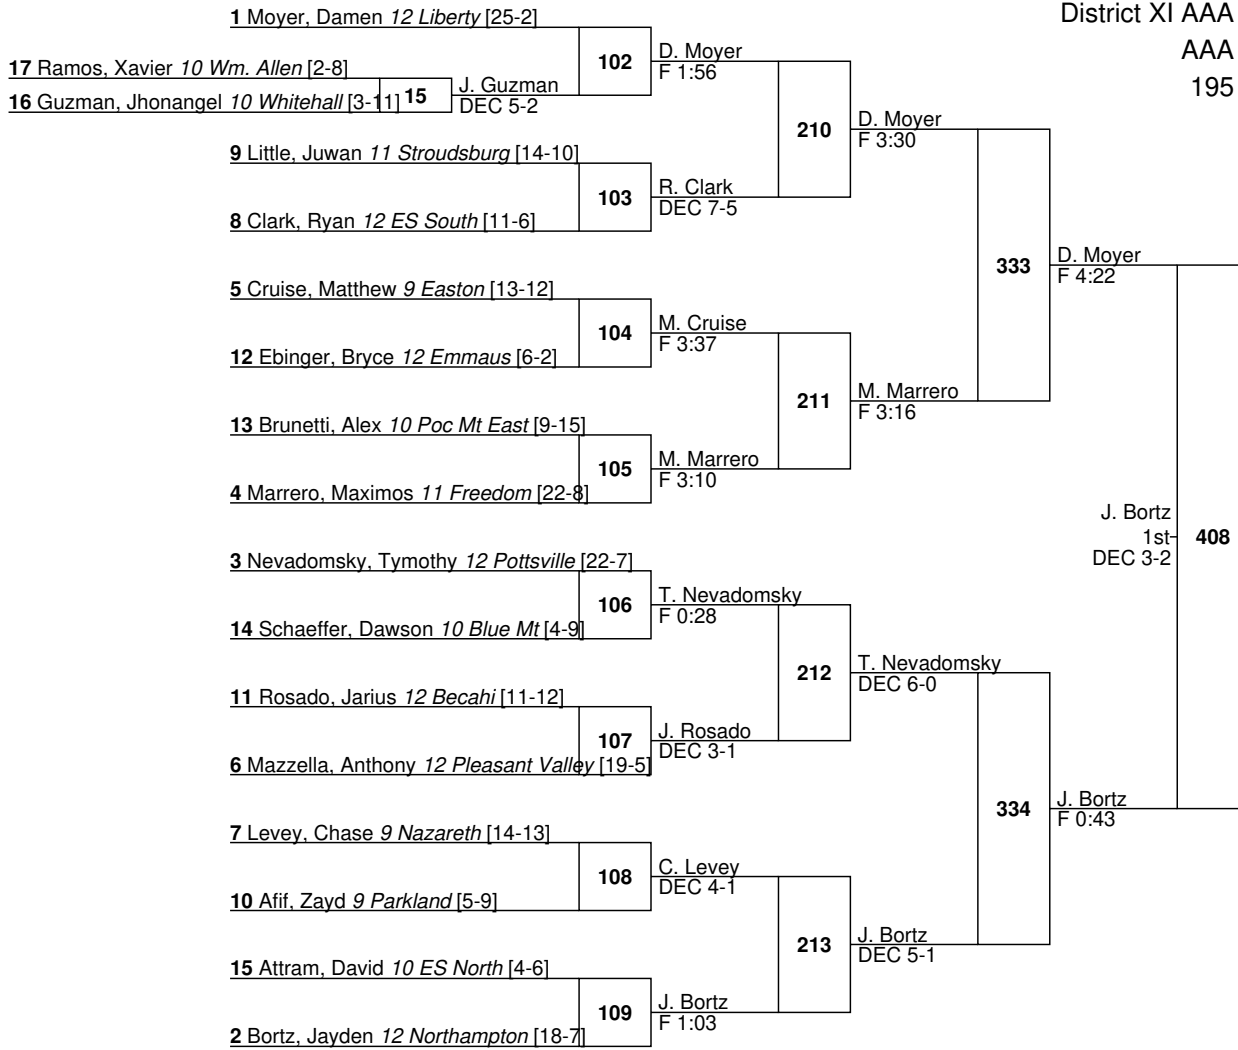 District XI AAA
AAA
195
1 Moyer, Damen 12 Liberty [25-2]
17 Ramos, Xavier 10 Wm. Allen [2-8]
16 Guzman, Jhonangel 10 Whitehall [3-11]
15
J. Guzman
DEC 5-2
102
D. Moyer
F 1:56
9 Little, Juwan 11 Stroudsburg [14-10]
8 Clark, Ryan 12 ES South [11-6]
103
R. Clark
DEC 7-5
210
D. Moyer
F 3:30
5 Cruise, Matthew 9 Easton [13-12]
12 Ebinger, Bryce 12 Emmaus [6-2]
104
M. Cruise
F 3:37
13 Brunetti, Alex 10 Poc Mt East [9-15]
4 Marrero, Maximos 11 Freedom [22-8]
105
M. Marrero
F 3:10
211
M. Marrero
F 3:16
333
D. Moyer
F 4:22
3 Nevadomsky, Tymothy 12 Pottsville [22-7]
14 Schaeffer, Dawson 10 Blue Mt [4-9]
106
T. Nevadomsky
F 0:28
11 Rosado, Jarius 12 Becahi [11-12]
6 Mazzella, Anthony 12 Pleasant Valley [19-5]
107
J. Rosado
DEC 3-1
212
T. Nevadomsky
DEC 6-0
7 Levey, Chase 9 Nazareth [14-13]
10 Afif, Zayd 9 Parkland [5-9]
108
C. Levey
DEC 4-1
15 Attram, David 10 ES North [4-6]
2 Bortz, Jayden 12 Northampton [18-7]
109
J. Bortz
F 1:03
213
J. Bortz
DEC 5-1
334
J. Bortz
F 0:43
J. Bortz
1st
DEC 3-2
408